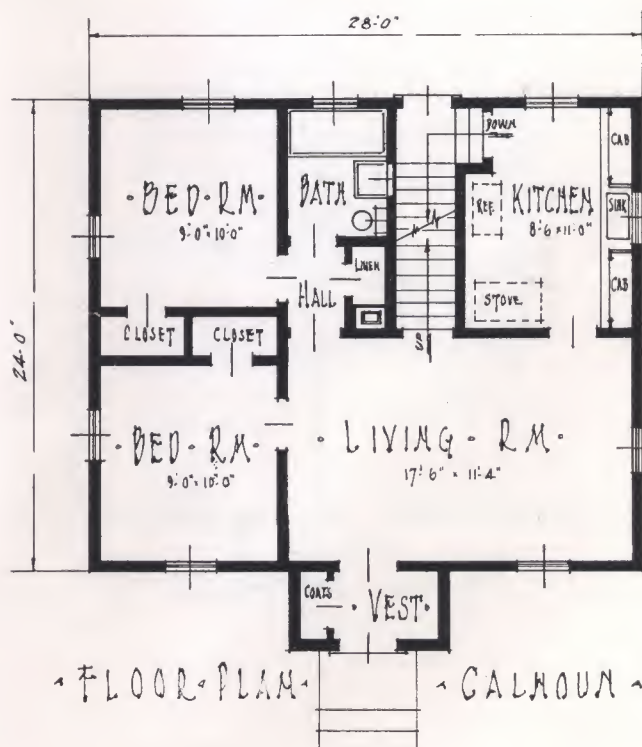 28'-0"
24'-0"
DOWN
CAB
· BED · RM ·
9'-0" × 10'-0"
BATH
REF.
KITCHEN
8'-6 × 11'-0"
SINK
LINEN
HALL
CAB
STOVE
CLOSET
CLOSET
· BED · RM ·
9'-0" × 10'-0"
· LIVING · RM ·
17'-6" × 11'-4"
COATS
· VEST ·
· FLOOR · PLAN ·
· CALHOUN ·